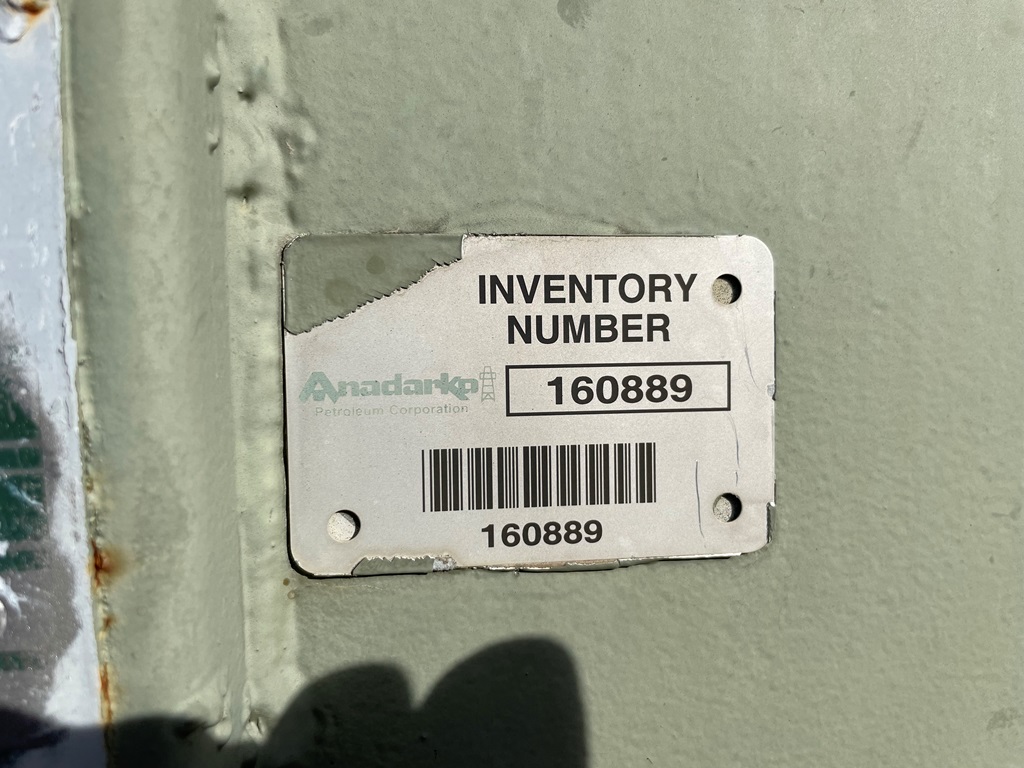 INVENTORY
NUMBER
Anadarko
Petroleum Corporation
160889
160889